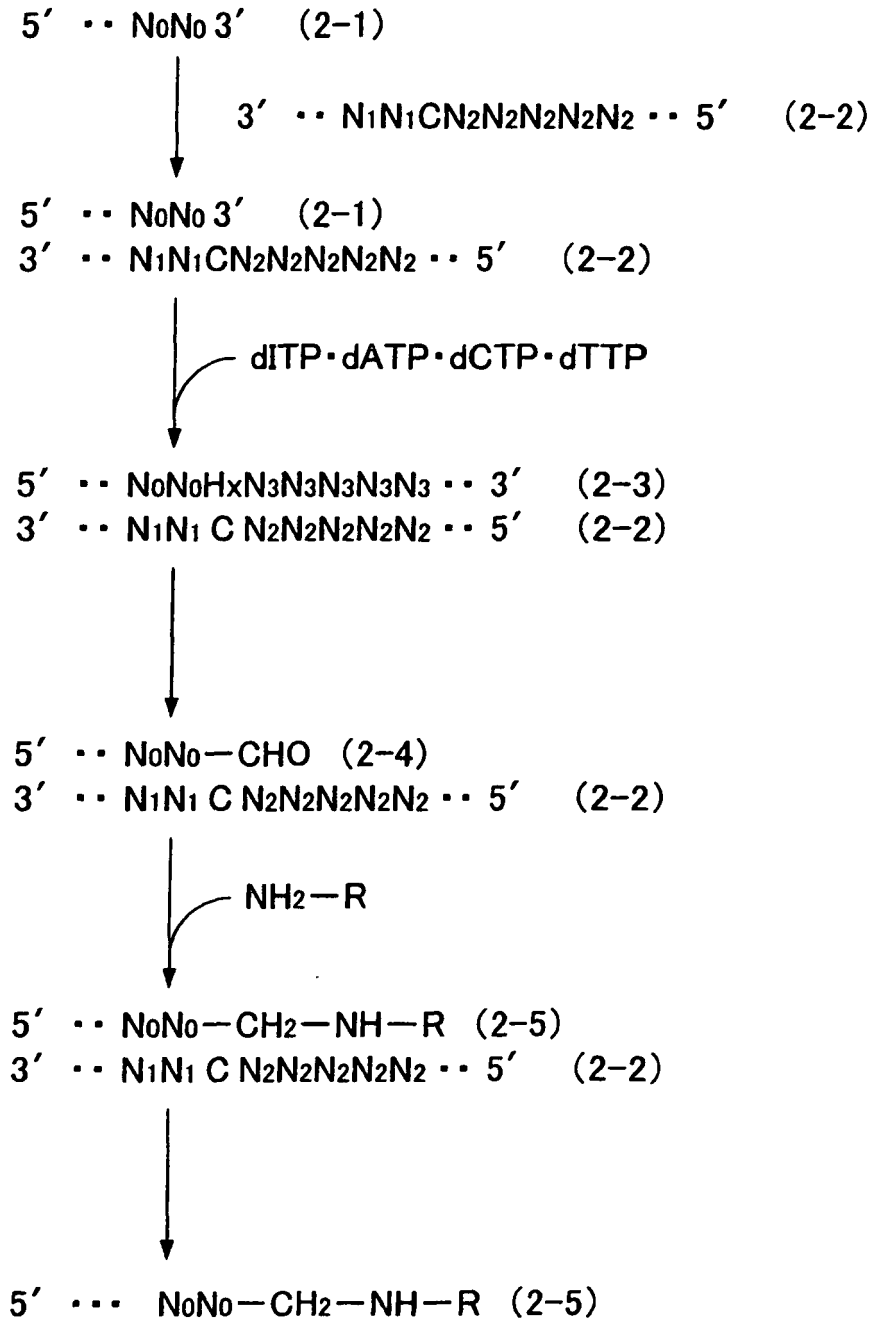 5′ ·· N0N0 3′ (2-1)
3′ ·· N1N1CN2N2N2N2N2 ·· 5′ (2-2)
5′ ·· N0N0 3′ (2-1)
3′ ·· N1N1CN2N2N2N2N2 ·· 5′ (2-2)
dITP·dATP·dCTP·dTTP
5′ ·· N0N0HxN3N3N3N3N3 ·· 3′ (2-3)
3′ ·· N1N1 C N2N2N2N2N2 ·· 5′ (2-2)
5′ ·· N0N0—CHO (2-4)
3′ ·· N1N1 C N2N2N2N2N2 ·· 5′ (2-2)
NH2—R
5′ ·· N0N0—CH2—NH—R (2-5)
3′ ·· N1N1 C N2N2N2N2N2 ·· 5′ (2-2)
5′ ··· N0N0—CH2—NH—R (2-5)